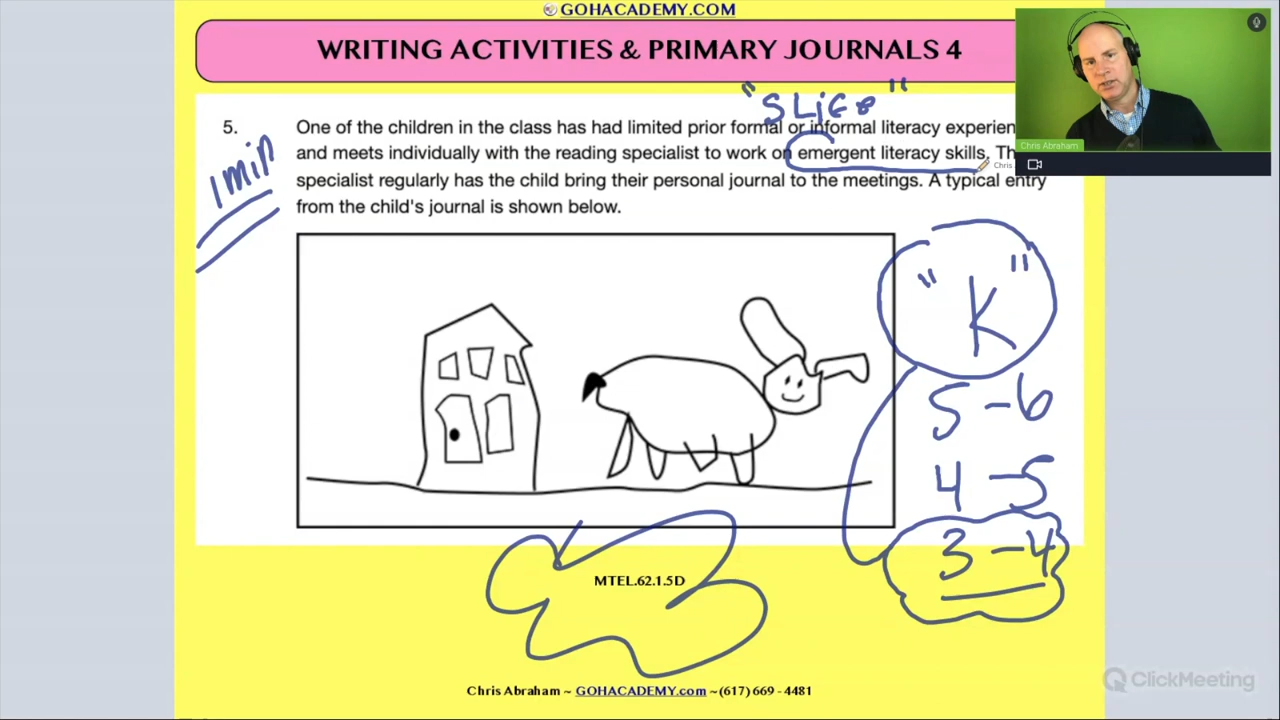 GOHACADEMY.COM
WRITING ACTIVITIES & PRIMARY JOURNALS 4
"SLiFE"
5.
One of the children in the class has had limited prior formal or informal literacy experien
and meets individually with the reading specialist to work on emergent literacy skills. Th
specialist regularly has the child bring their personal journal to the meetings. A typical entry
from the child's journal is shown below.
1 min
"K"
5-6
4-5
3-4
MTEL.62.1.5D
Chris Abraham ~ GOHACADEMY.com ~(617) 669 - 4481
Chris Abraham
Chris
ClickMeeting